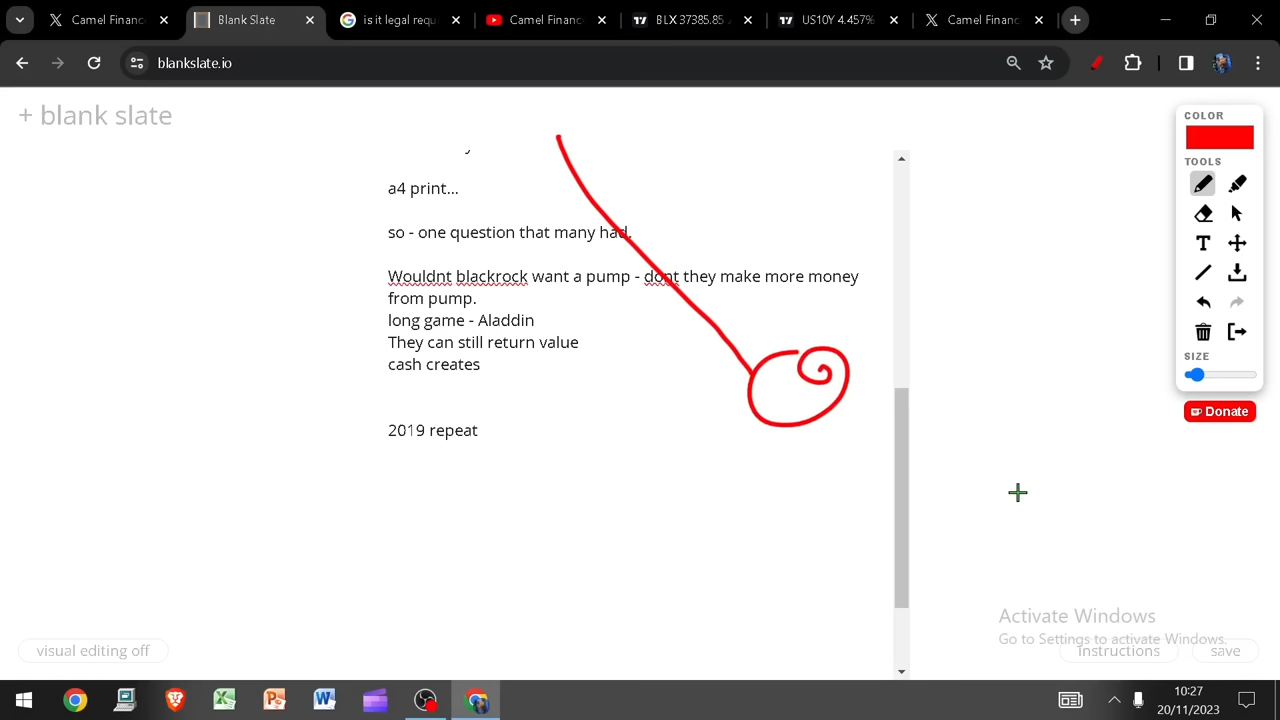 Camel Financ
Blank Slate
is it legal requ
Camel Financ
BLX 37385.85
US10Y 4.457%
Camel Financ
blankslate.io
+ blank slate
COLOR
TOOLS
SIZE
Donate
a4 print...
so - one question that many had.
Wouldnt blackrock want a pump - dont they make more money
from pump.
long game - Aladdin
They can still return value
cash creates
2019 repeat
Activate Windows
Go to Settings to activate Windows.
visual editing off
instructions
save
10:27
20/11/2023